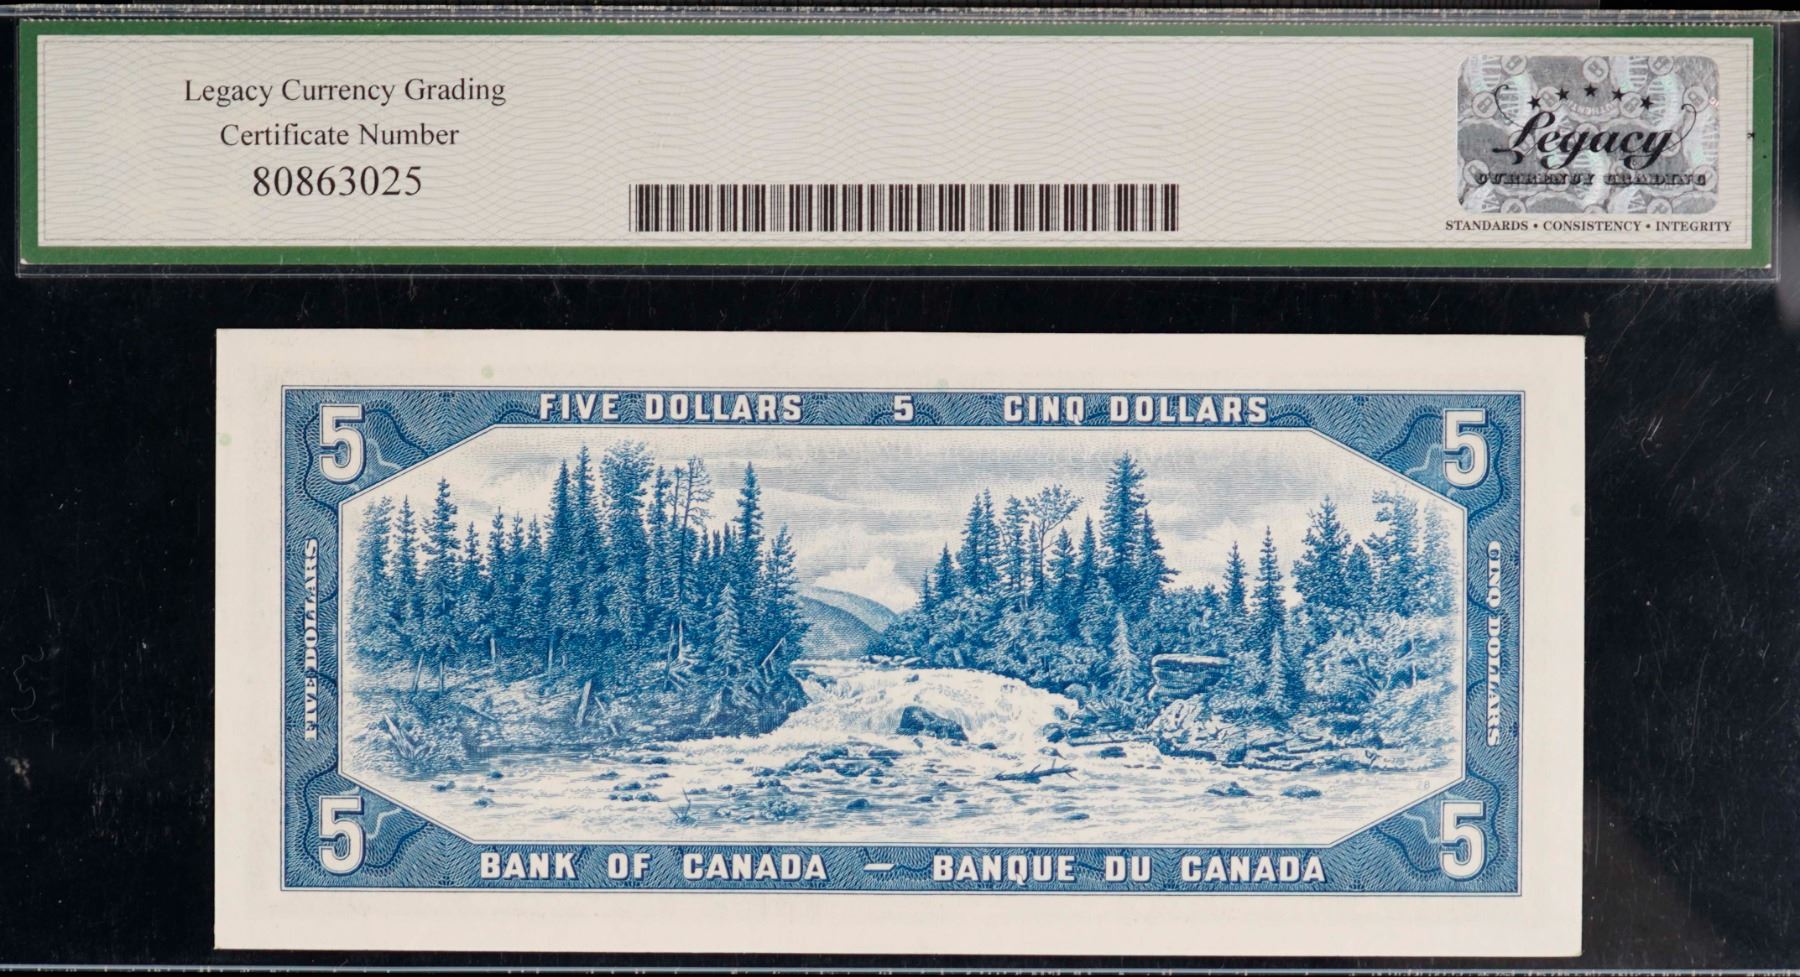 Legacy Currency Grading
Certificate Number
80863025
Legacy
CURRENCY GRADING
STANDARDS • CONSISTENCY • INTEGRITY
5 FIVE DOLLARS 5 CINQ DOLLARS 5
FIVE DOLLARS
CINQ DOLLARS
5 BANK OF CANADA – BANQUE DU CANADA 5